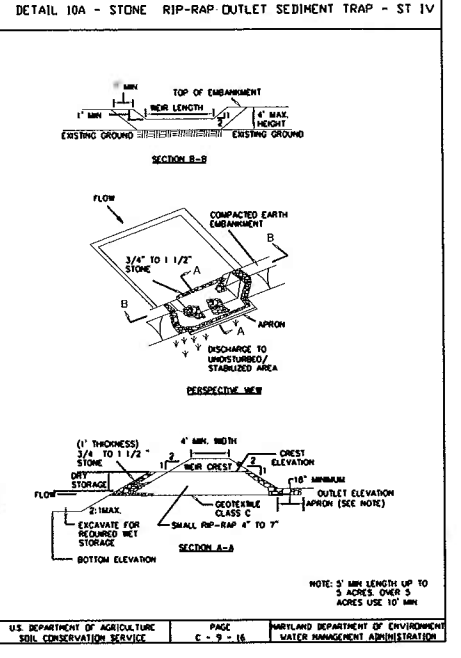 DETAIL 10A - STONE RIP-RAP OUTLET SEDIMENT TRAP - ST IV
MIN
TOP OF EMBANKMENT
1' MIN
WEIR LENGTH
1
2
4' MAX.
HEIGHT
EXISTING GROUND
EXISTING GROUND
SECTION B-B
FLOW
COMPACTED EARTH
EMBANKMENT
B
3/4" TO 1 1/2"
STONE
A
B
APRON
A
DISCHARGE TO
UNDISTURBED/
STABILIZED AREA
PERSPECTIVE VIEW
(1' THICKNESS)
3/4 TO 1 1/2 "
STONE
4' MIN. WIDTH
CREST
ELEVATION
2
1
WEIR CREST
2
1
DRY
STORAGE
18" MINIMUM
FLOW
OUTLET ELEVATION
APRON (SEE NOTE)
2:1MAX.
GEOTEXTILE
CLASS C
EXCAVATE FOR
REQUIRED WET
STORAGE
SMALL RIP-RAP 4" TO 7"
BOTTOM ELEVATION
SECTION A-A
NOTE: 5' MIN LENGTH UP TO
5 ACRES. OVER 5
ACRES USE 10' MIN
U.S. DEPARTMENT OF AGRICULTURE
SOIL CONSERVATION SERVICE
PAGE
C - 9 - 16
MARYLAND DEPARTMENT OF ENVIRONMENT
WATER MANAGEMENT ADMINISTRATION